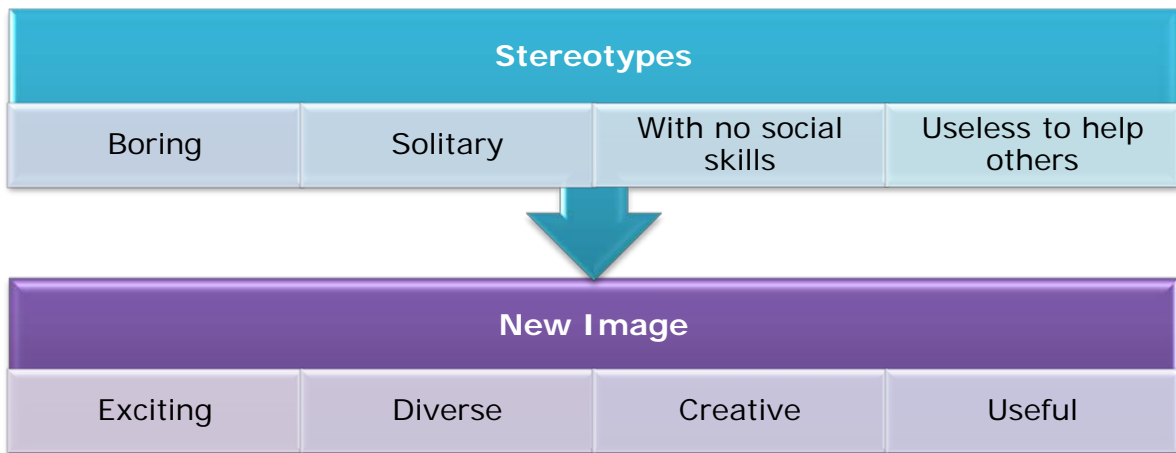 Stereotypes
Boring
Solitary
With no social
skills
Useless to help
others
New Image
Exciting
Diverse
Creative
Useful